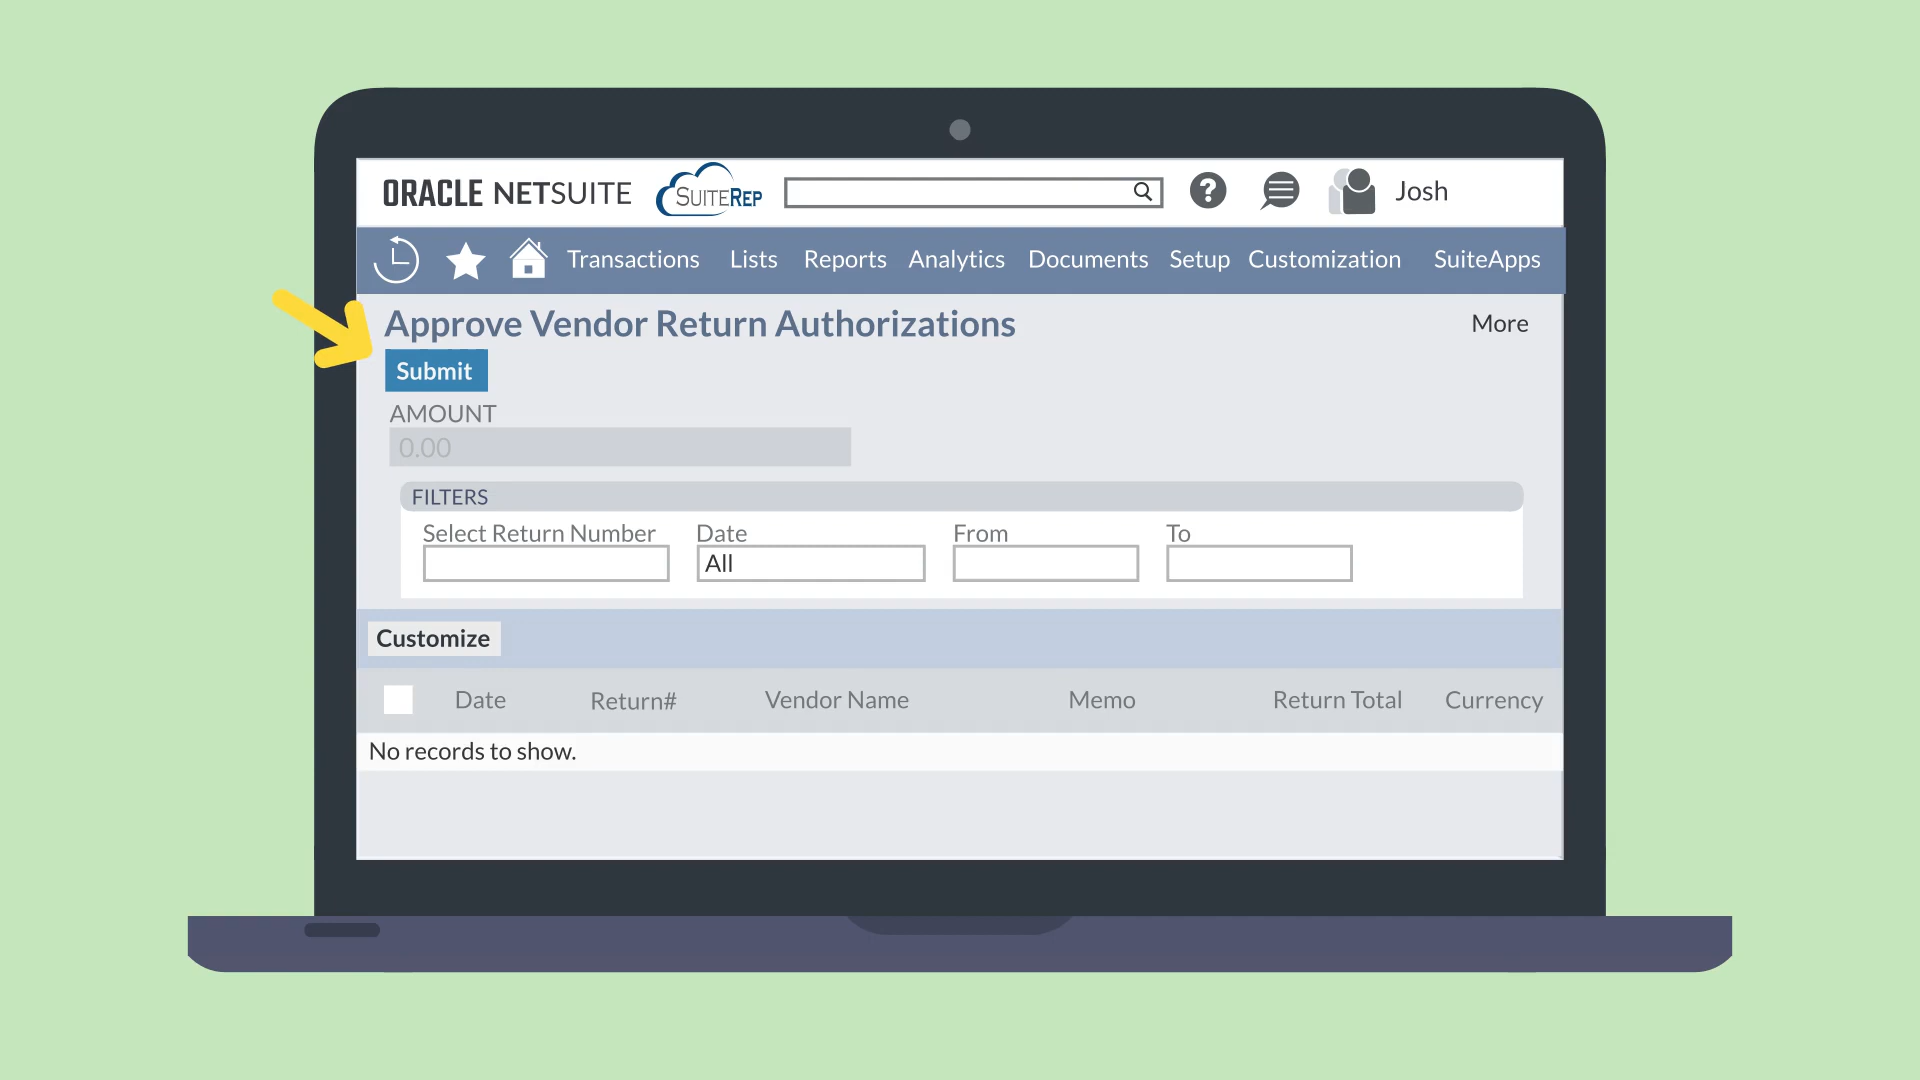 ORACLE NETSUITE SUITEREP ? Josh
Transactions Lists Reports Analytics Documents Setup Customization SuiteApps
Approve Vendor Return Authorizations More
Submit
AMOUNT
0.00
FILTERS
Select Return Number Date From To
All
Customize
Date Return# Vendor Name Memo Return Total Currency
No records to show.